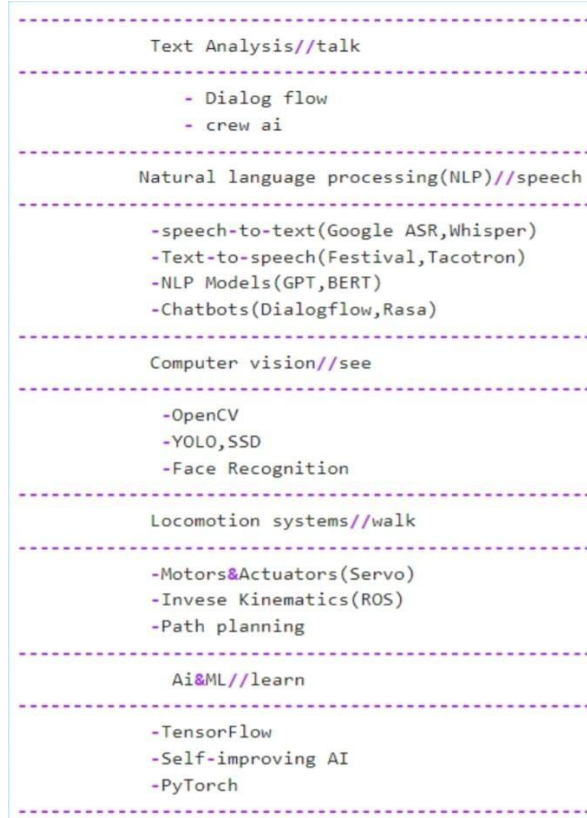 Text Analysis//talk
- Dialog flow
- crew ai
Natural language processing(NLP)//speech
-speech-to-text(Google ASR,Whisper)
-Text-to-speech(Festival,Tacotron)
-NLP Models(GPT,BERT)
-Chatbots(Dialogflow,Rasa)
Computer vision//see
-OpenCV
-YOLO,SSD
-Face Recognition
Locomotion systems//walk
-Motors&Actuators(Servo)
-Invese Kinematics(ROS)
-Path planning
Ai&ML//learn
-TensorFlow
-Self-improving AI
-PyTorch